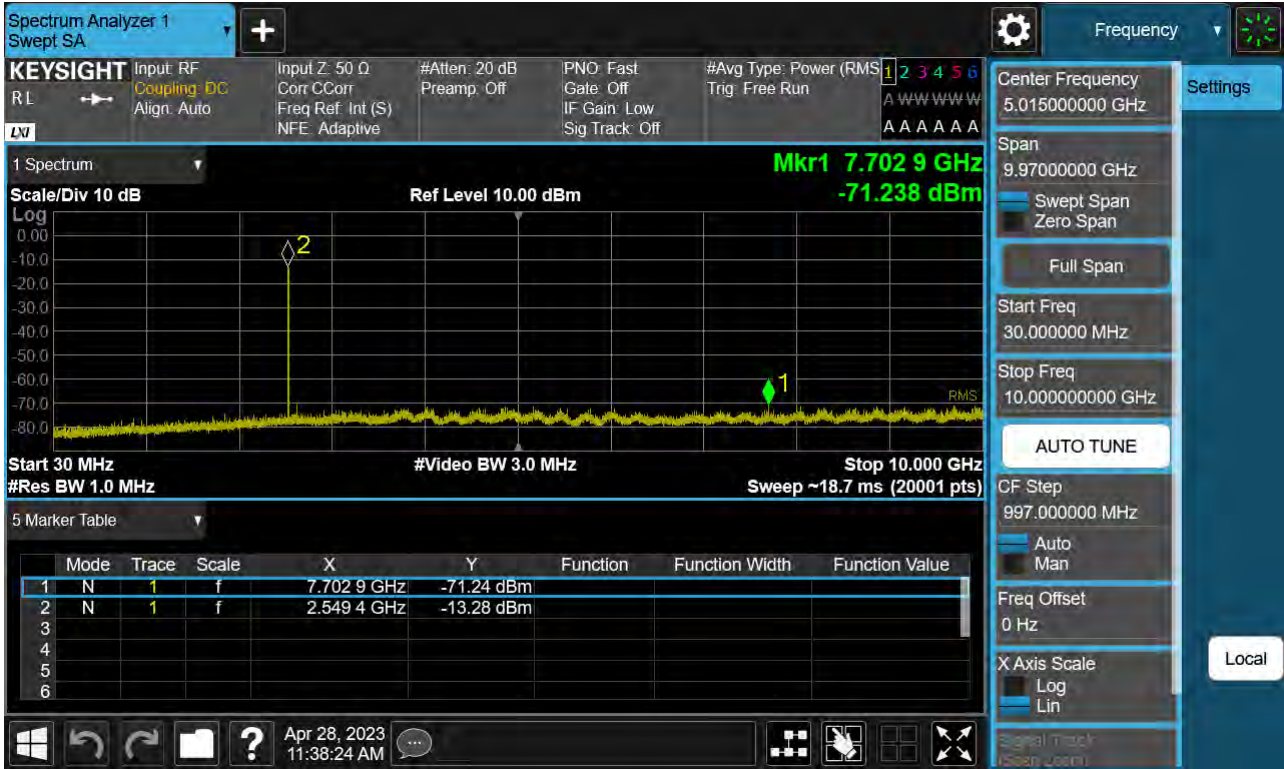 Spectrum Analyzer 1
Swept SA
Frequency
KEYSIGHT
R L
LXI
Input: RF
Coupling: DC
Align: Auto
Input Z: 50 Ω
Corr CCorr
Freq Ref: Int (S)
NFE: Adaptive
#Atten: 20 dB
Preamp: Off
PNO: Fast
Gate: Off
IF Gain: Low
Sig Track: Off
#Avg Type: Power (RMS
Trig: Free Run
1 2 3 4 5 6
A W W W W W
A A A A A A
1 Spectrum
Scale/Div 10 dB
Ref Level 10.00 dBm
Mkr1 7.702 9 GHz
-71.238 dBm
Log
0.00
-10.0
-20.0
-30.0
-40.0
-50.0
-60.0
-70.0
-80.0
2
1
RMS
Start 30 MHz
#Video BW 3.0 MHz
Stop 10.000 GHz
#Res BW 1.0 MHz
Sweep ~18.7 ms (20001 pts)
5 Marker Table
Mode Trace Scale X Y Function Function Width Function Value
1 N 1 f 7.702 9 GHz -71.24 dBm
2 N 1 f 2.549 4 GHz -13.28 dBm
3
4
5
6
Apr 28, 2023
11:38:24 AM
Center Frequency
5.015000000 GHz
Settings
Span
9.97000000 GHz
Swept Span
Zero Span
Full Span
Start Freq
30.000000 MHz
Stop Freq
10.000000000 GHz
AUTO TUNE
CF Step
997.000000 MHz
Auto
Man
Freq Offset
0 Hz
X Axis Scale
Log
Lin
Local
Signal Track
(Span Zoom)